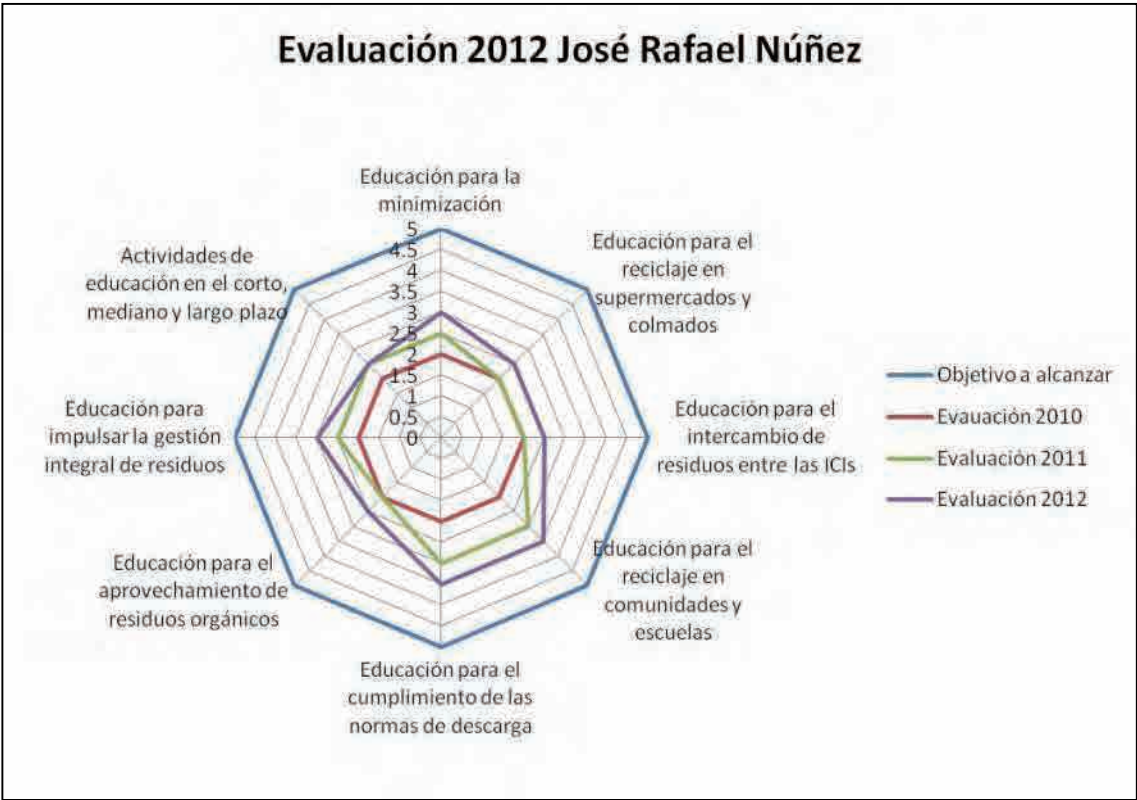 Evaluación 2012 José Rafael Núñez
Educación para la
minimización
Educación para el
reciclaje en
supermercados y
colmados
Educación para el
intercambio de
residuos entre las ICIs
Educación para el
reciclaje en
comunidades y
escuelas
Educación para el
cumplimiento de las
normas de descarga
Educación para el
aprovechamiento de
residuos orgánicos
Educación para
impulsar la gestión
integral de residuos
Actividades de
educación en el corto,
mediano y largo plazo
5
4.5
4
3.5
3
2.5
2
1.5
1
0.5
0
Objetivo a alcanzar
Evauación 2010
Evaluación 2011
Evaluación 2012